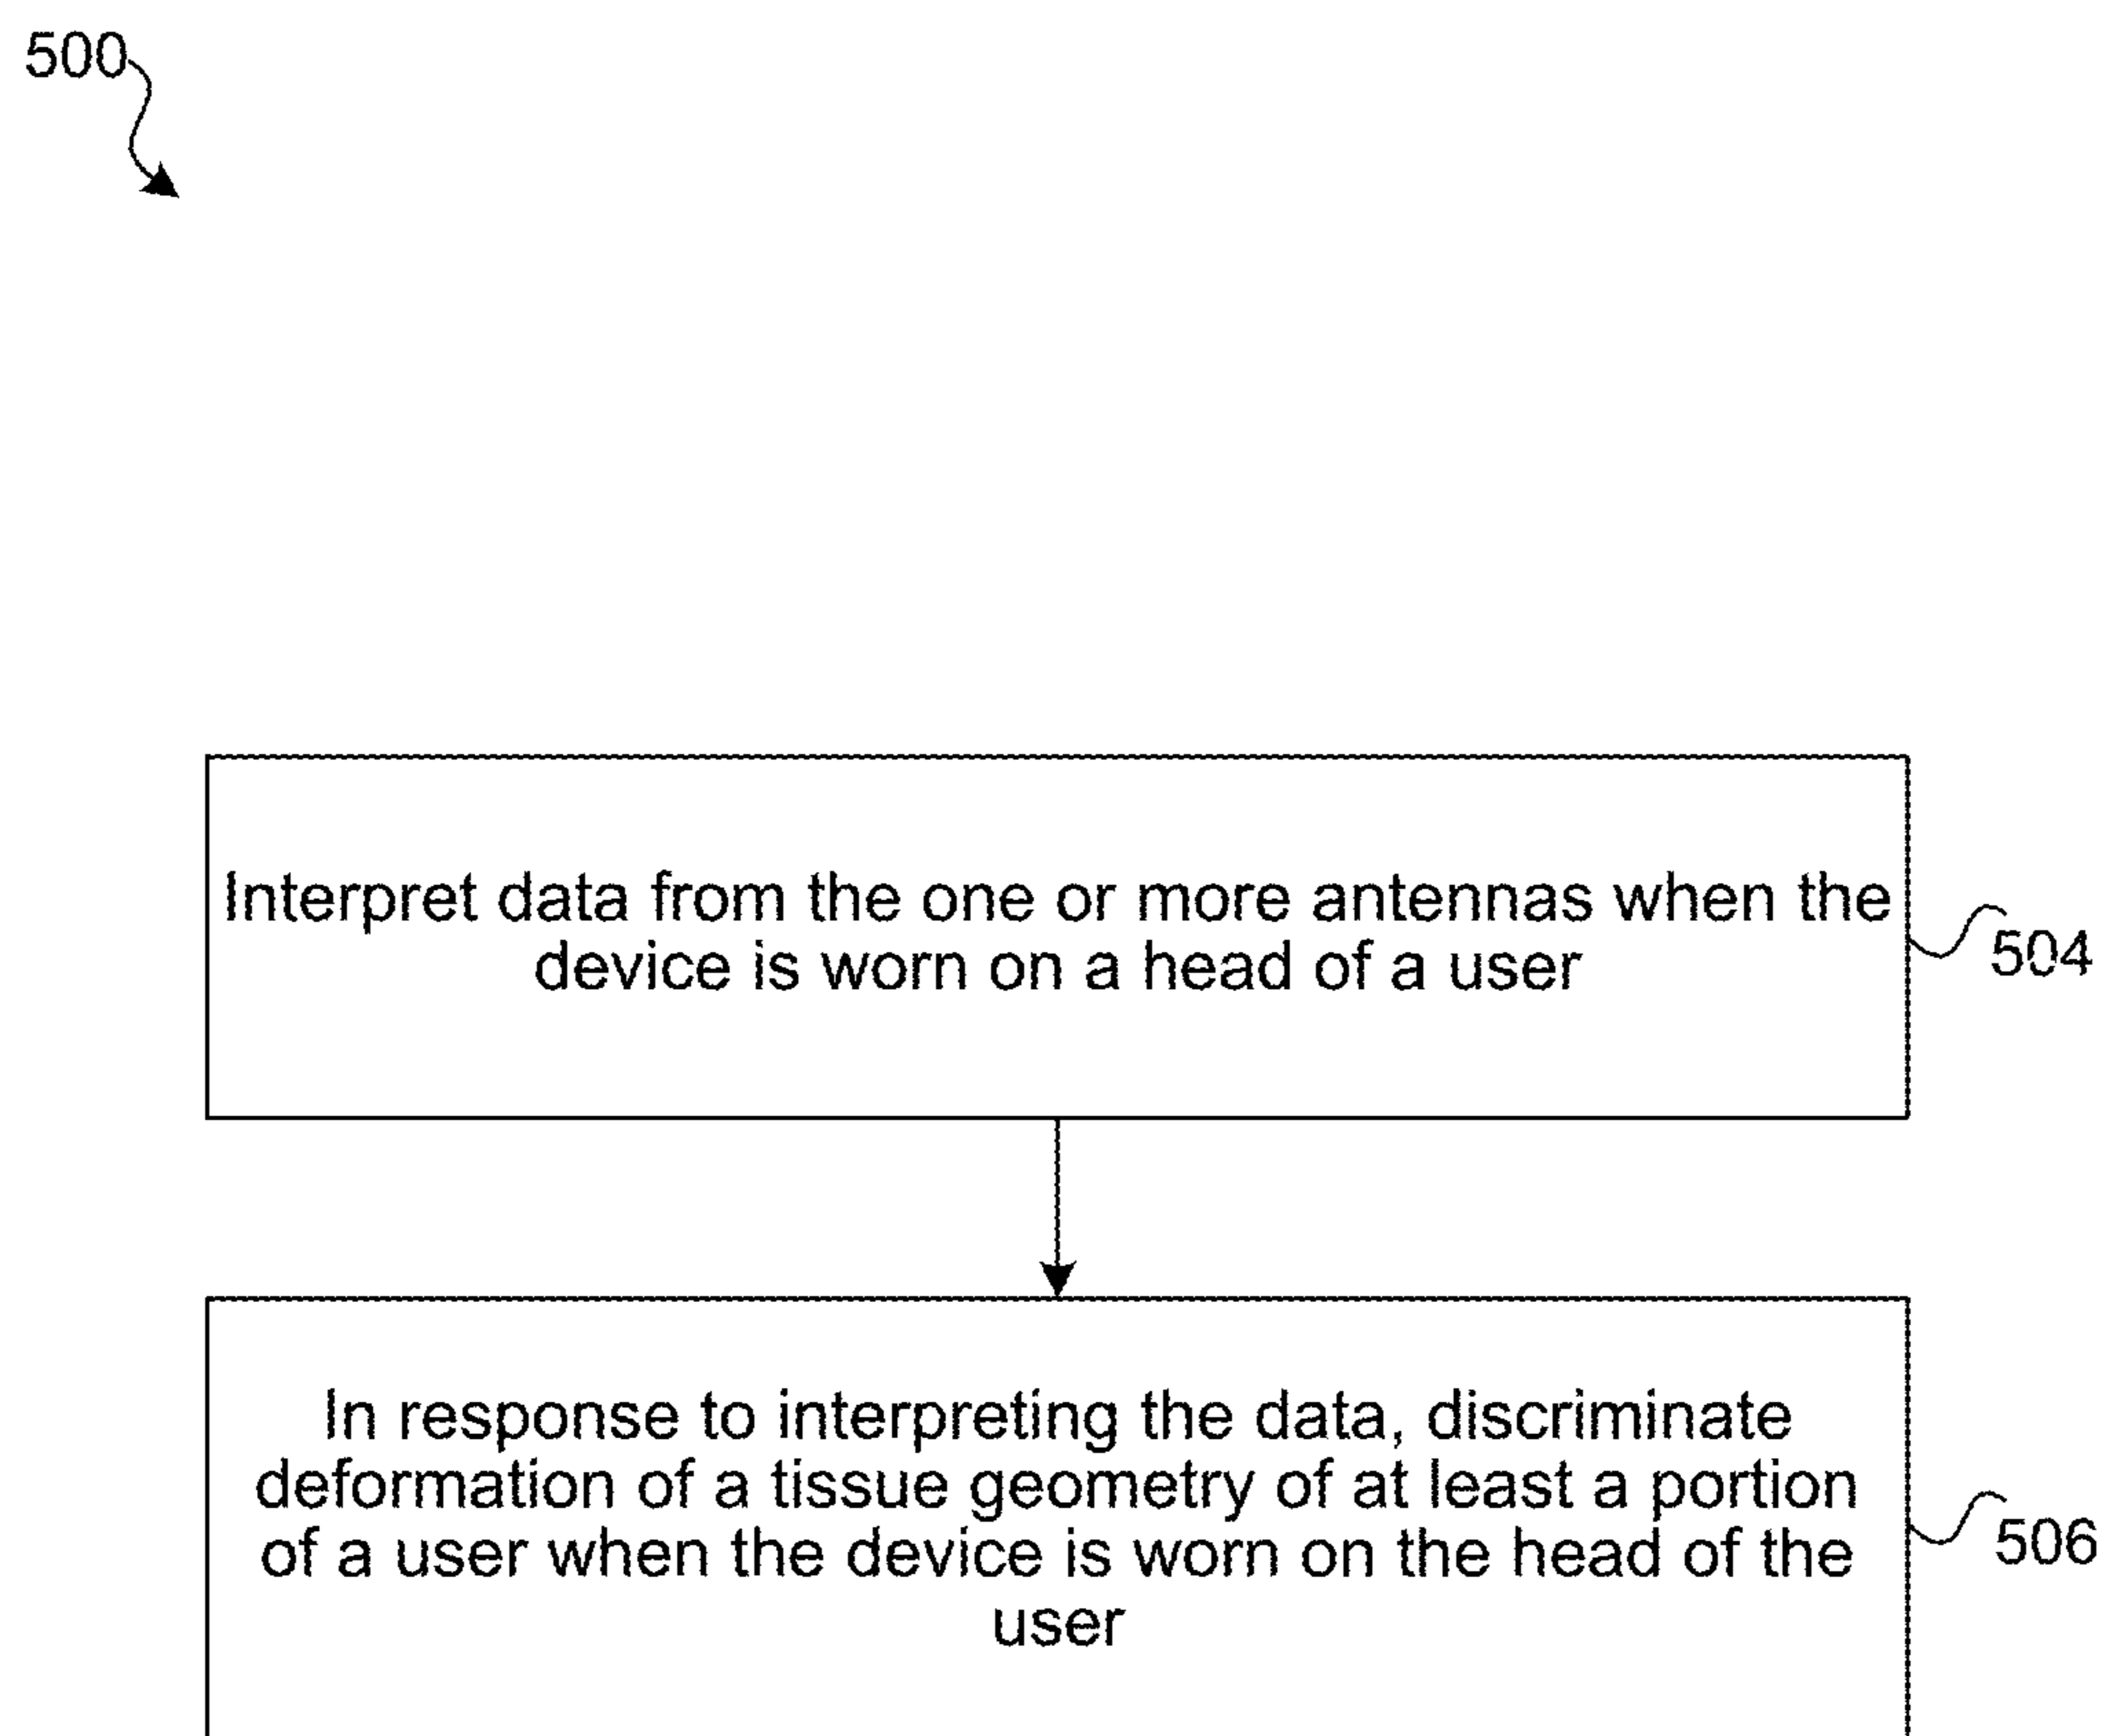 500
Interpret data from the one or more antennas when the
device is worn on a head of a user
504
In response to interpreting the data, discriminate
deformation of a tissue geometry of at least a portion
of a user when the device is worn on the head of the
user
506